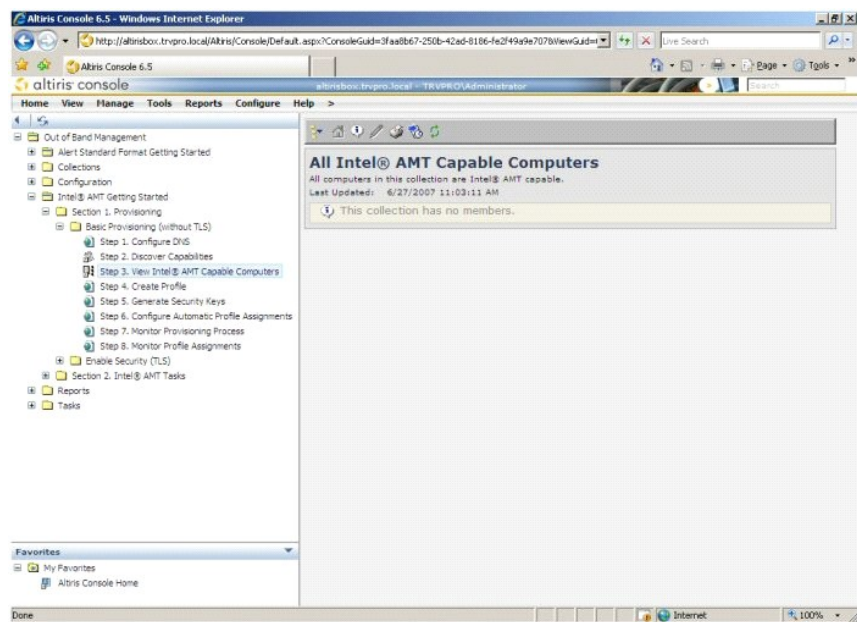 Altiris Console 6.5 - Windows Internet Explorer
http://altirisbox.trvpro.local/Altiris/Console/Default.aspx?ConsoleGuid=3faa8b67-250b-42ad-8186-fe2f49a9e707&ViewGuid=
Live Search
Altiris Console 6.5
Page
Tools
altiris console
altirisbox.trvpro.local - TRVPRO\Administrator
Search
Home View Manage Tools Reports Configure Help >
Out of Band Management
Alert Standard Format Getting Started
Collections
Configuration
Intel® AMT Getting Started
Section 1. Provisioning
Basic Provisioning (without TLS)
Step 1. Configure DNS
Step 2. Discover Capabilities
Step 3. View Intel® AMT Capable Computers
Step 4. Create Profile
Step 5. Generate Security Keys
Step 6. Configure Automatic Profile Assignments
Step 7. Monitor Provisioning Process
Step 8. Monitor Profile Assignments
Enable Security (TLS)
Section 2. Intel® AMT Tasks
Reports
Tasks
All Intel® AMT Capable Computers
All computers in this collection are Intel® AMT capable.
Last Updated: 6/27/2007 11:03:11 AM
This collection has no members.
Favorites
My Favorites
Altiris Console Home
Done
Internet
100%